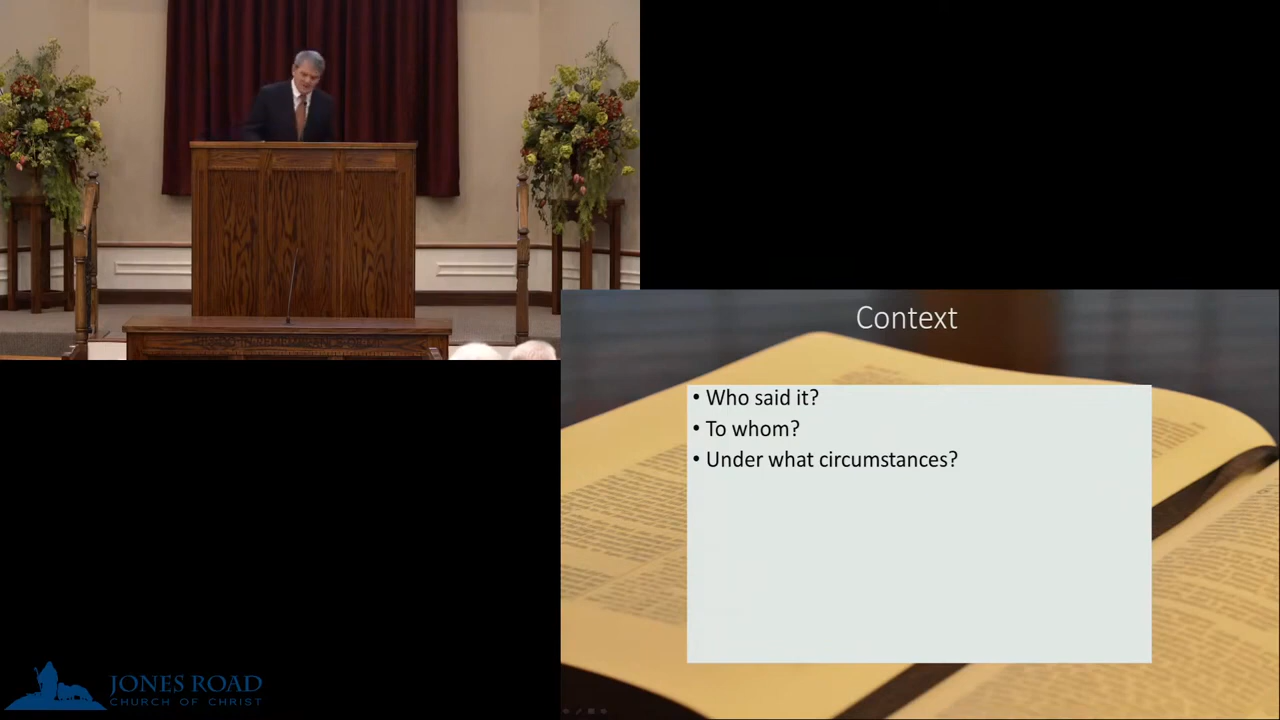 Context
• Who said it?
• To whom?
• Under what circumstances?
JONES ROAD
CHURCH OF CHRIST